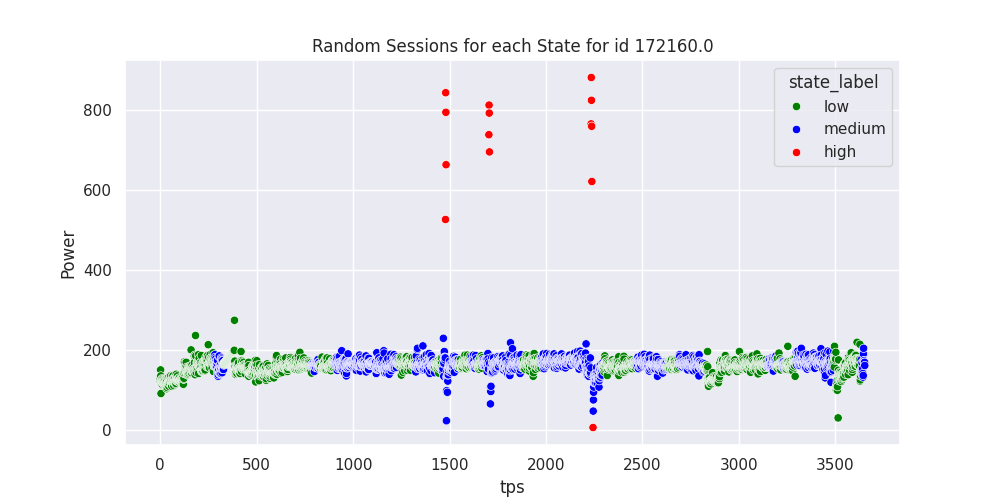 Random Sessions for each State for id 172160.0
state_label
low
medium
high
800
600
400
200
0
Power
0 500 1000 1500 2000 2500 3000 3500
tps